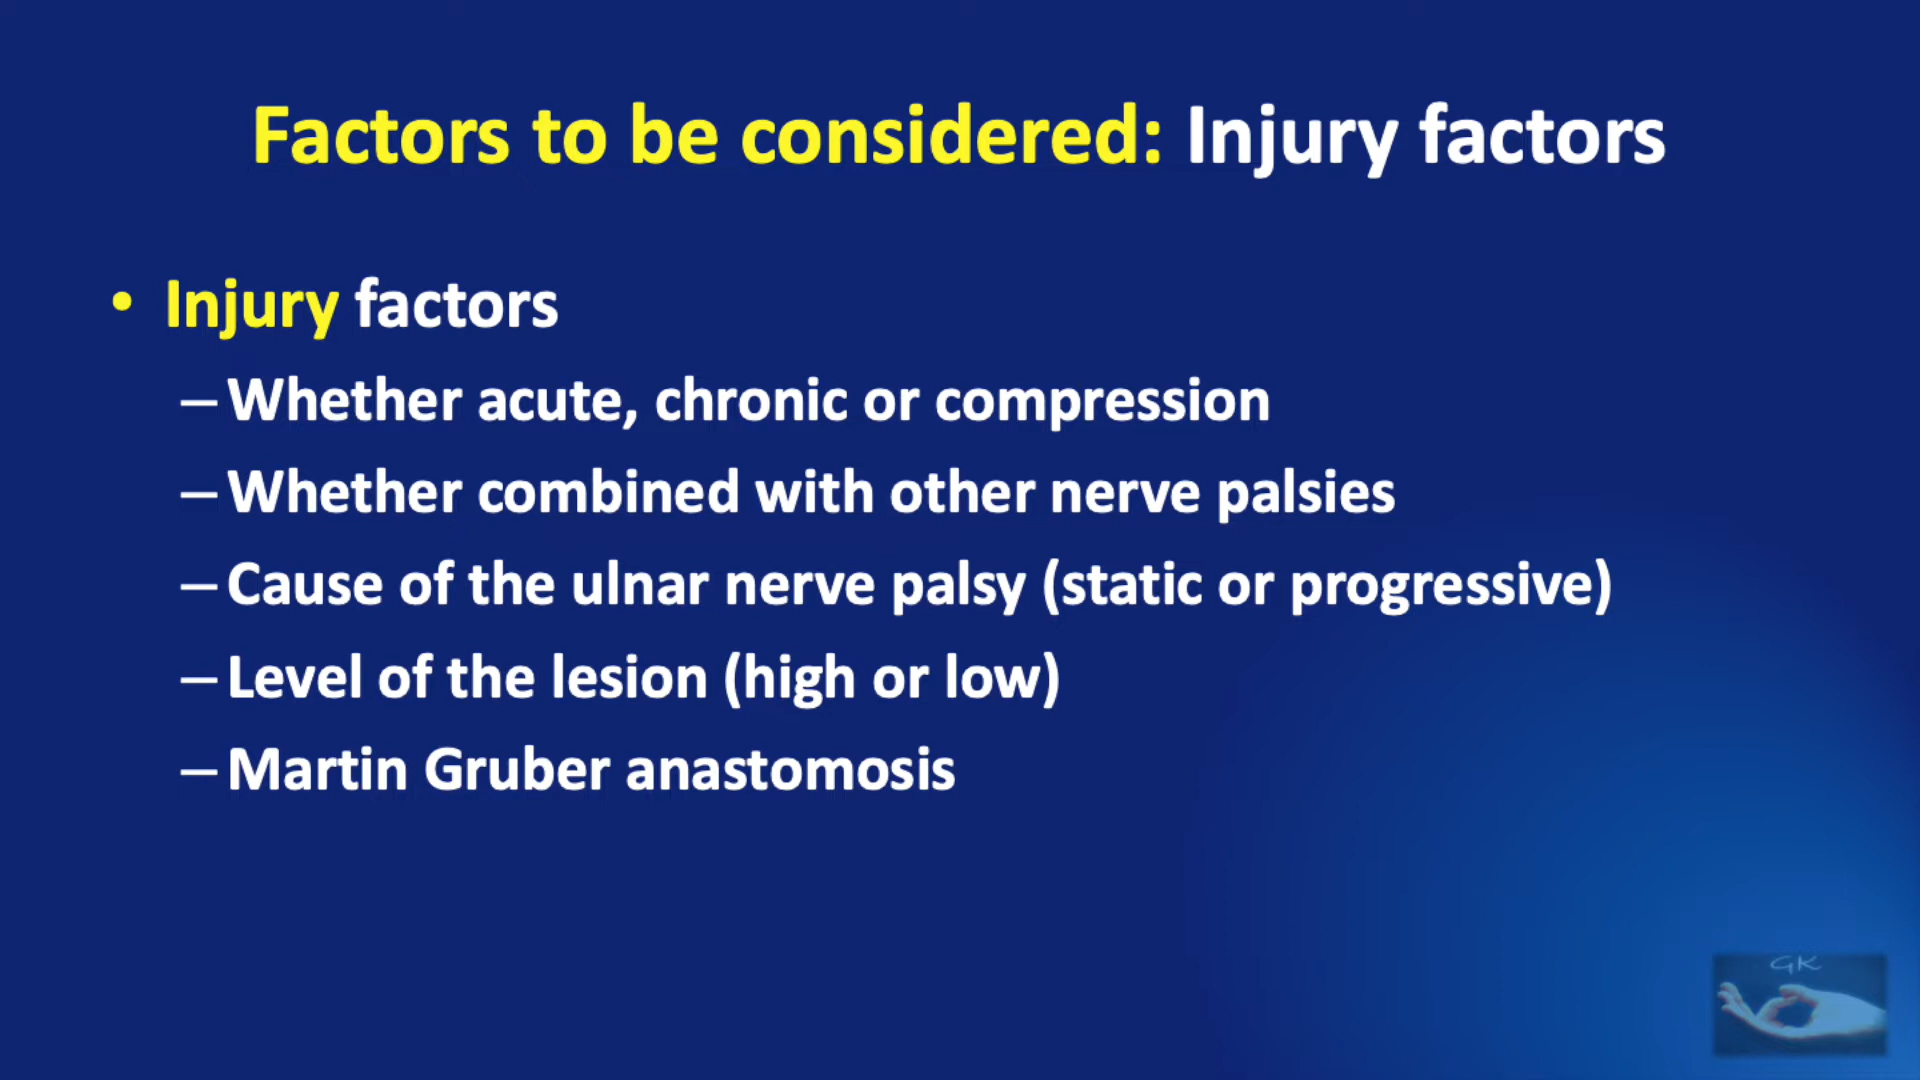 Factors to be considered: Injury factors
• Injury factors
– Whether acute, chronic or compression
– Whether combined with other nerve palsies
– Cause of the ulnar nerve palsy (static or progressive)
– Level of the lesion (high or low)
– Martin Gruber anastomosis
GK